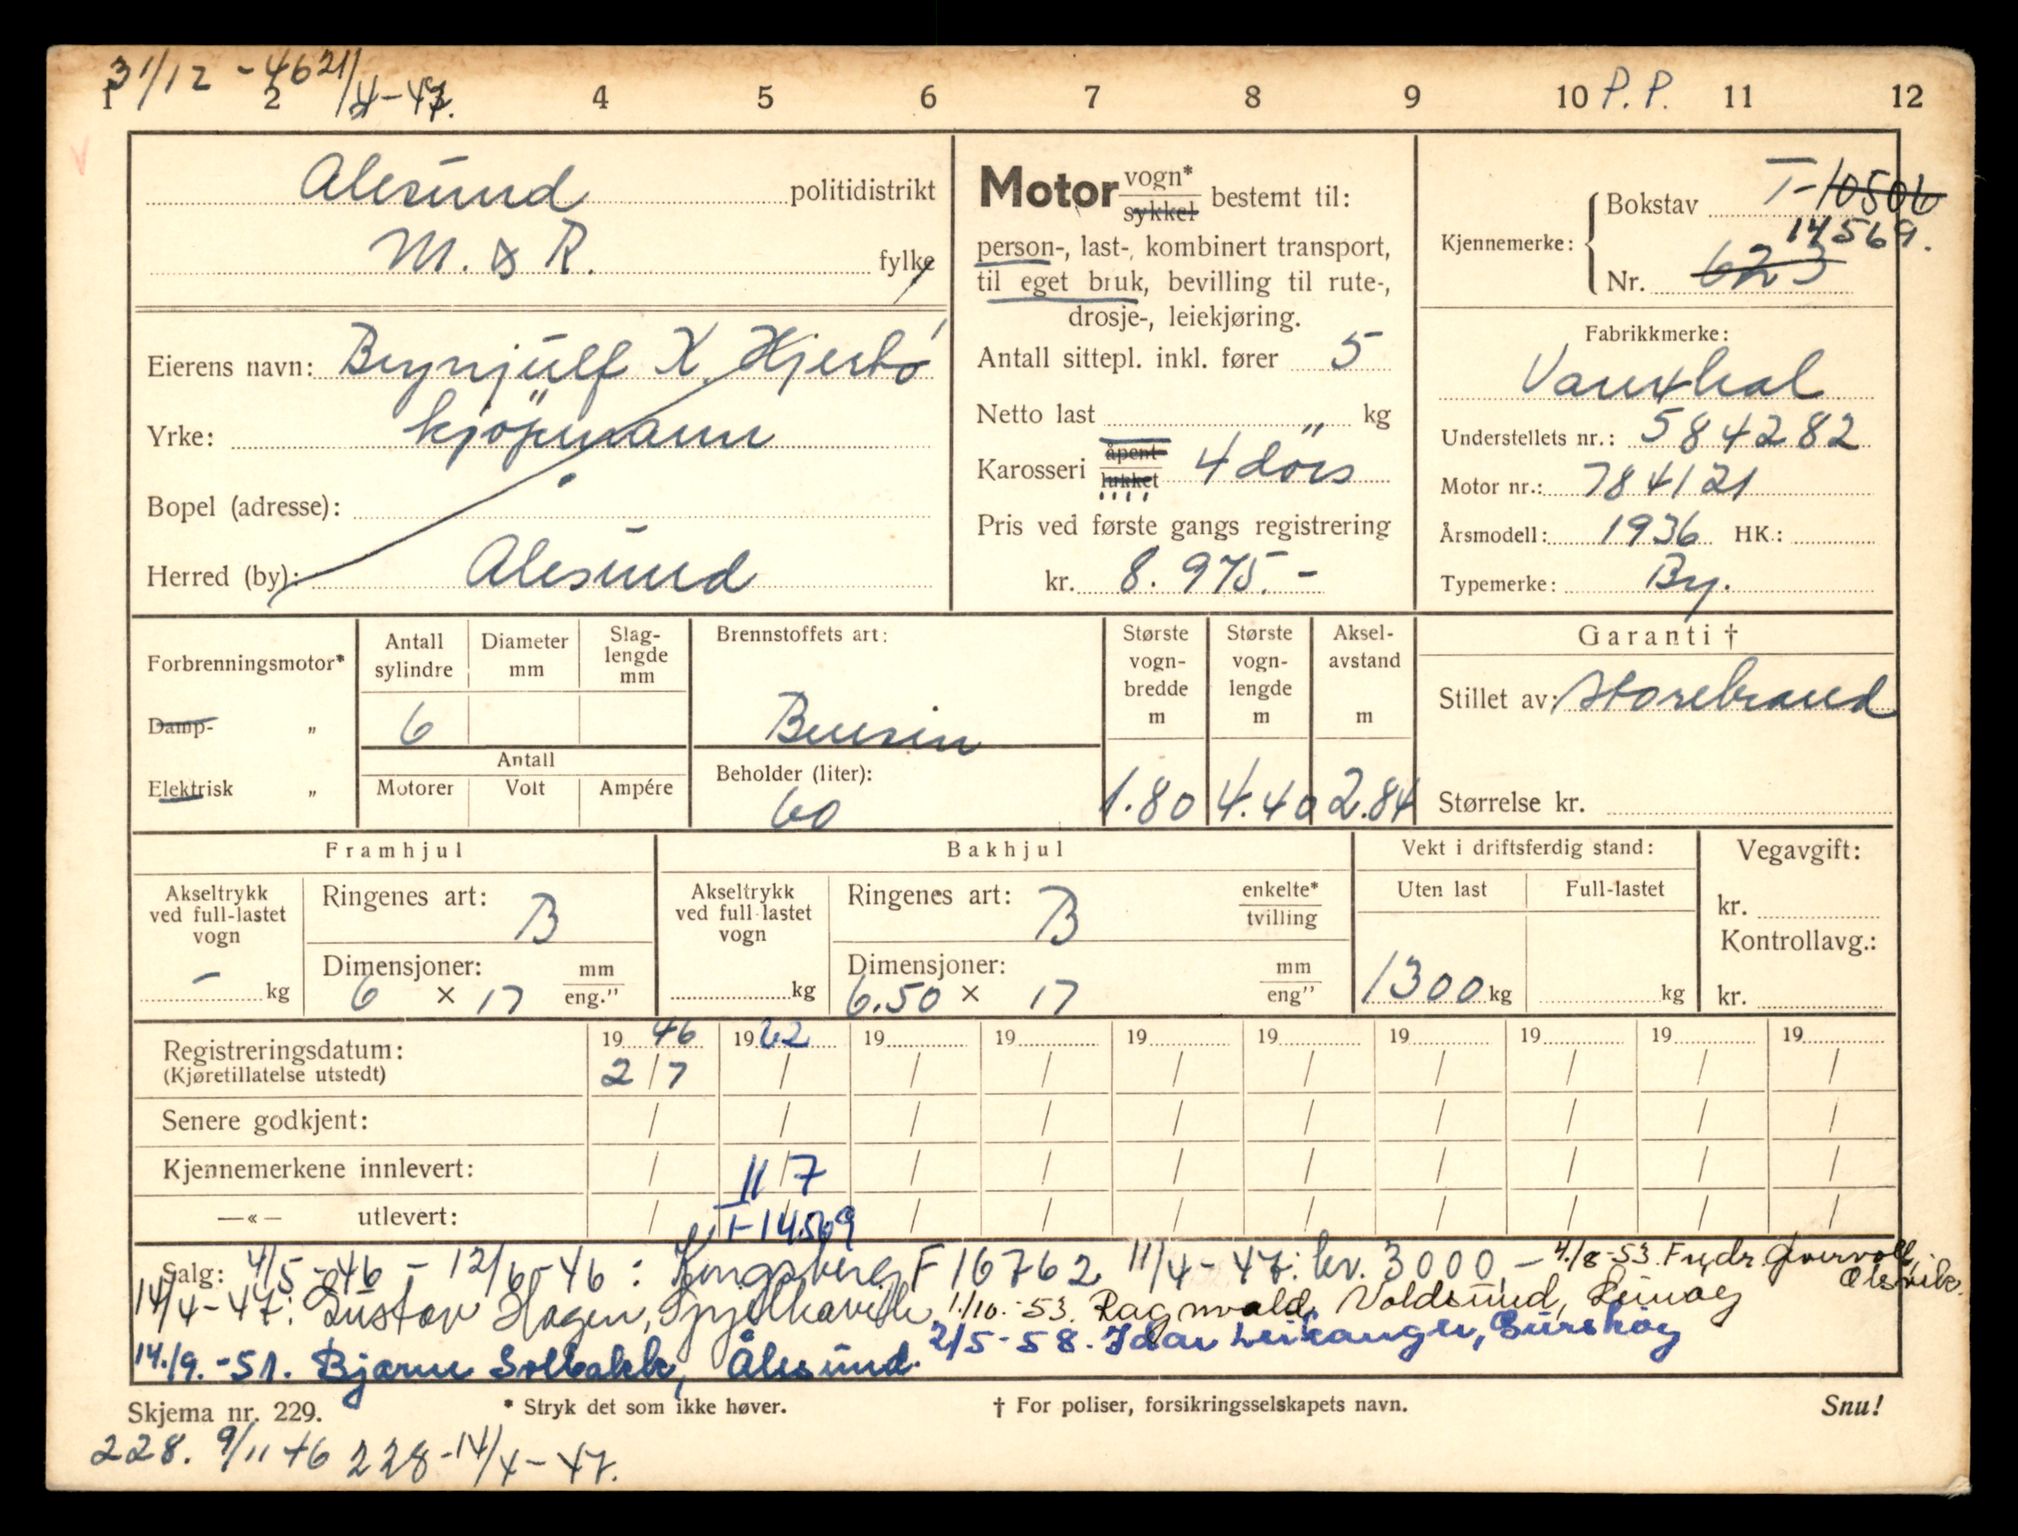 31/12-46 21/4-47.
1 2 4 5 6 7 8 9 10 P.P. 11 12
Ålesund politidistrikt
M. & R. fylke
Motor vogn* sykkel bestemt til:
person-, last-, kombinert transport,
til eget bruk, bevilling til rute-,
drosje-, leiekjøring.
Antall sittepl. inkl. fører 5
Netto last " kg
Karosseri åpent lukket 4 dørs
Pris ved første gangs registrering
kr. 8.975.-
Kjennemerke: Bokstav T-10506
14569.
Nr. 623
Fabrikkmerke:
Vauxhal
Understellets nr.: 584282
Motor nr.: 784121
Årsmodell: 1936 HK.:
Typemerke: By.
Eierens navn: Brynjulf K. Hjertø
Yrke: kjøpmann
Bopel (adresse):
Herred (by): Ålesund
Forbrenningsmotor*
Damp- "
Elektrisk "
Antall sylindre
Diameter mm
Slag-lengde mm
6
Antall
Motorer Volt Ampére
Brennstoffets art:
Bensin
Beholder (liter):
60
Største vogn-bredde m
1.80
Største vogn-lengde m
4.40
Aksel-avstand m
2.84
Garanti †
Stillet av: Storebrand
Størrelse kr.
Framhjul
Akseltrykk ved full-lastet vogn
- kg
Ringenes art: B
Dimensjoner: mm
6 × 17 eng."
Bakhjul
Akseltrykk ved full lastet vogn
kg
Ringenes art: B enkelte* tvilling
Dimensjoner: mm
6.50 × 17 eng"
Vekt i driftsferdig stand:
Uten last Full-lastet
1300 kg kg
Vegavgift:
kr.
Kontrollavg.:
kr.
Registreringsdatum: 19 46 19 62 19 19 19 19 19 19 19 19
(Kjøretillatelse utstedt) 2/7 / / / / / / / / /
Senere godkjent: / / / / / / / / / /
Kjennemerkene innlevert: / 11/7 / / / / / / / /
—«— utlevert: / T-14569 / / / / / / / /
Salg: 4/5-46 - 12/6-46: Kongsberg F 16762 11/4-47: kr. 3000,- 4./8-53. Fredr. Overvoll, Olsvik.
14/4-47: Gustav Hagen, Spjelkavik. 1./10.-53. Ragnvald Voldsund, Leinøy
14./9.-51. Bjarne Solbakk, Ålesund. 2/5-58. Idar Leikanger, Gurskøy
Skjema nr. 229. * Stryk det som ikke høver. † For poliser, forsikringsselskapets navn. Snu!
228. 9/11 46 228-14/4-47.